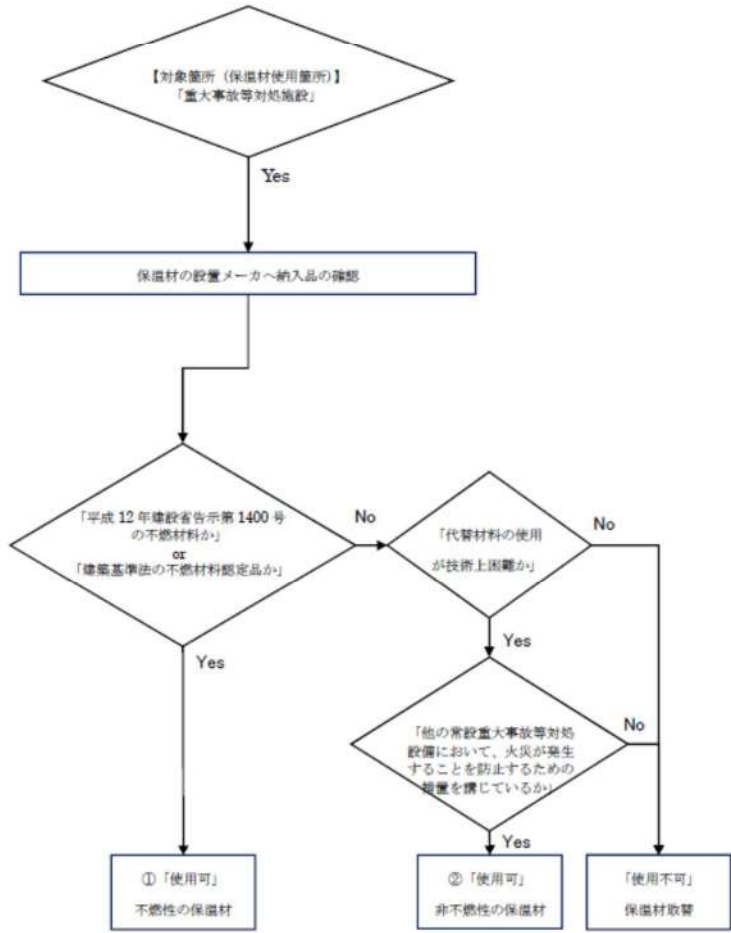 【対象箇所（保温材使用箇所）】
「重大事故等対処施設」
Yes
保温材の設置メーカへ納入品の確認
「平成 12 年建設省告示第 1400 号
の不燃材料か」
or
「建築基準法の不燃材料認定品か」
No
「代替材料の使用
が技術上困難か」
No
Yes
Yes
「他の常設重大事故等対処
設備において、火災が発生
することを防止するための
措置を講じているか」
No
Yes
①「使用可」
不燃性の保温材
②「使用可」
非不燃性の保温材
「使用不可」
保温材取替